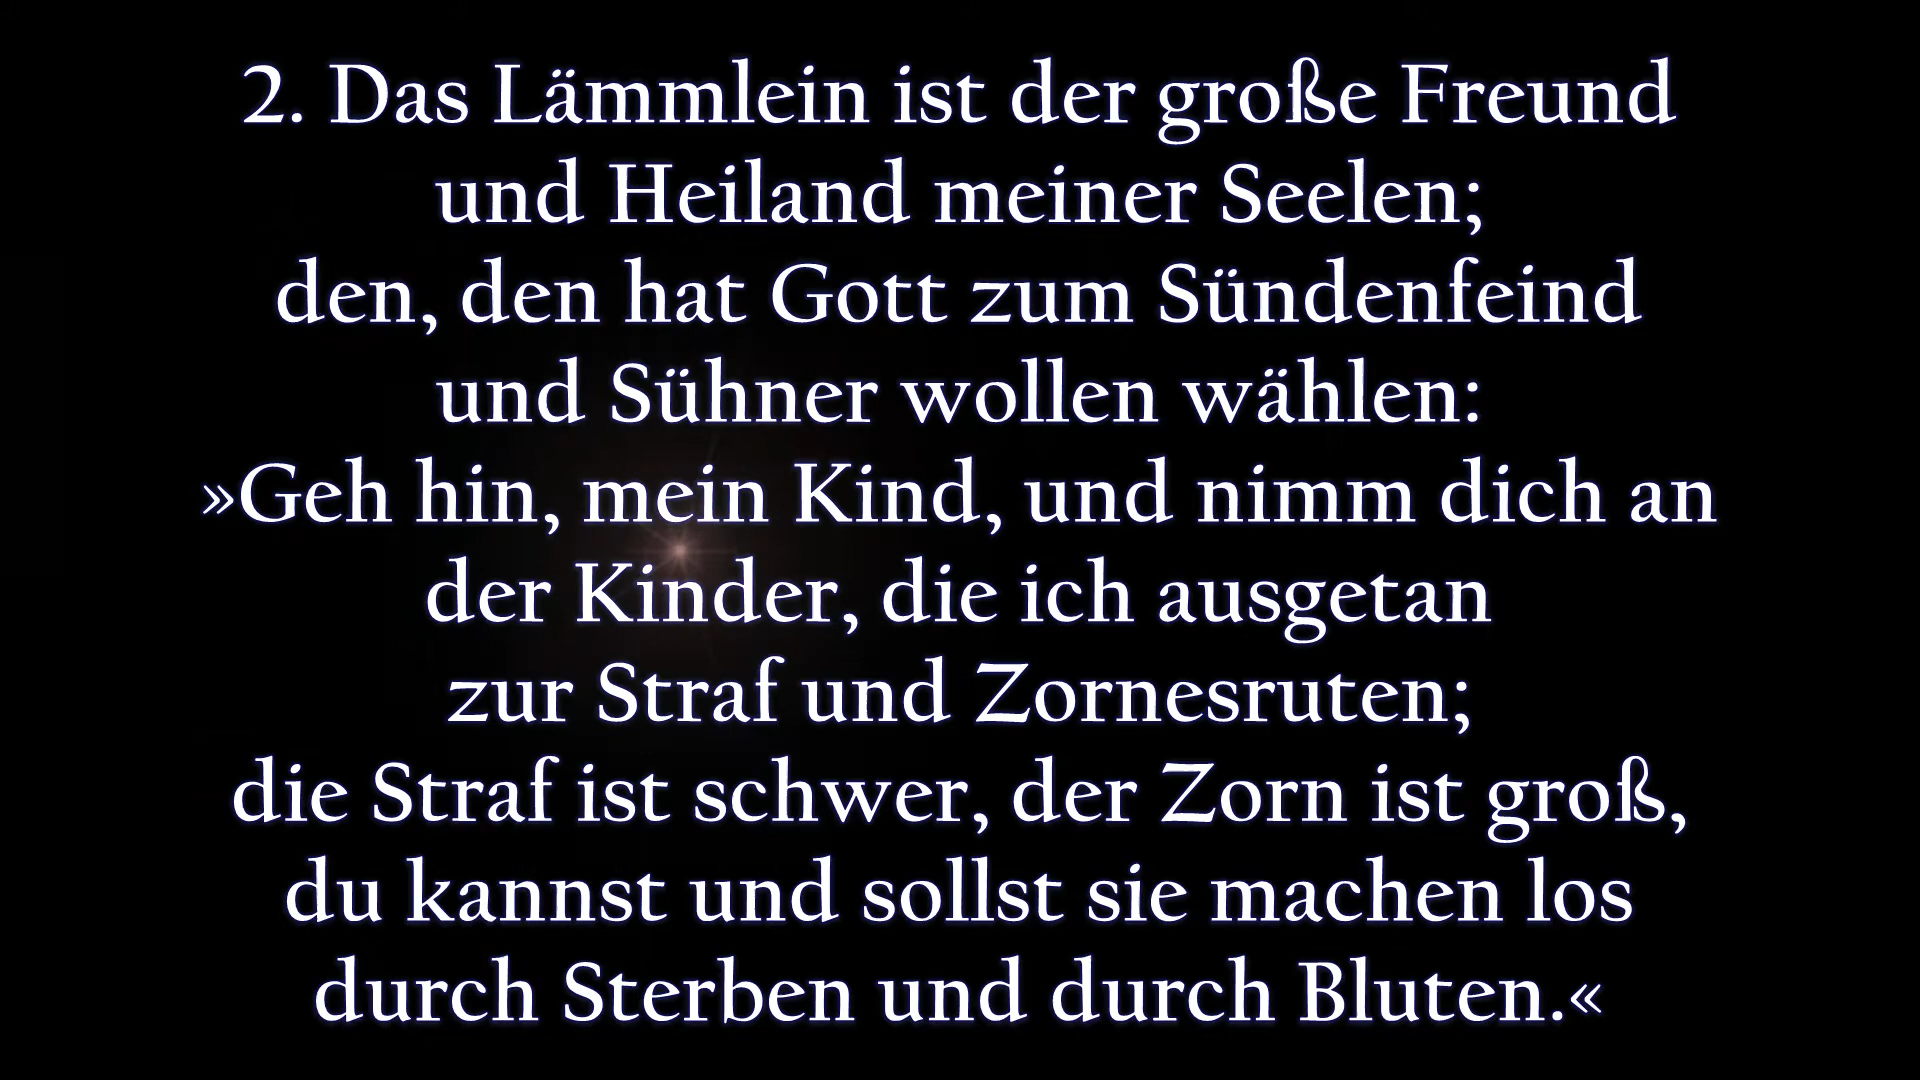 2. Das Lämmlein ist der große Freund
und Heiland meiner Seelen;
den, den hat Gott zum Sündenfeind
und Sühner wollen wählen:
»Geh hin, mein Kind, und nimm dich an
der Kinder, die ich ausgetan
zur Straf und Zornesruten;
die Straf ist schwer, der Zorn ist groß,
du kannst und sollst sie machen los
durch Sterben und durch Bluten.«